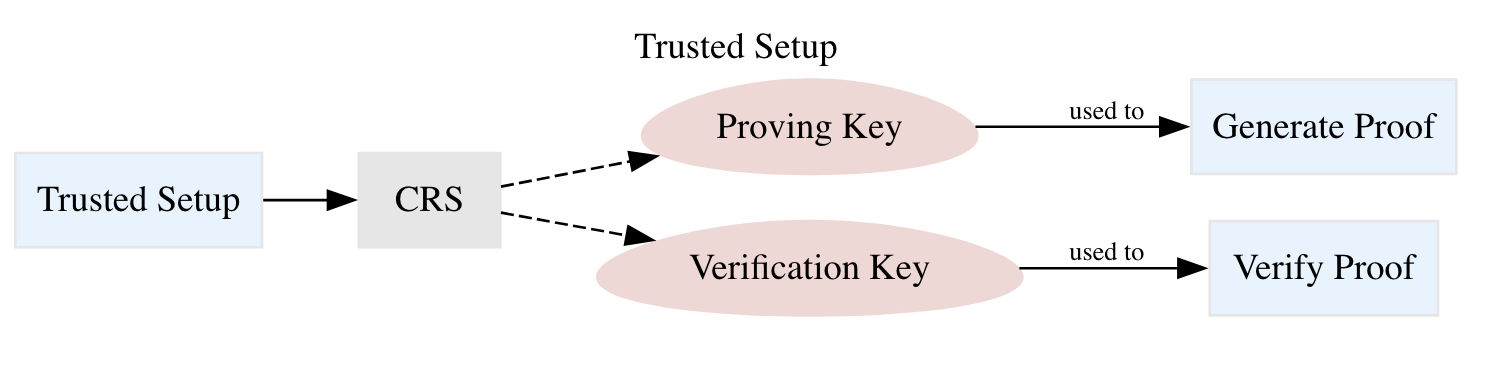 Trusted Setup
Trusted Setup
CRS
Proving Key
used to
Generate Proof
Verification Key
used to
Verify Proof